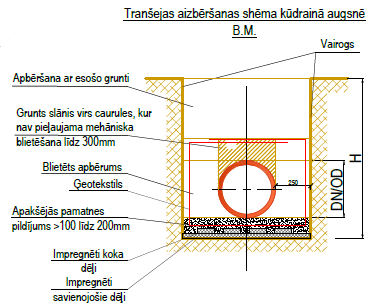 Tranšejas aizbēršanas shēma kūdrainā augsnē
B.M.
Vairogs
Apbēršana ar esošo grunti
Grunts slānis virs caurules, kur
nav pieļaujama mehāniska
blietēšana līdz 300mm
Blietēts apbērums
Ģeotekstils
Apakšējās pamatnes
pildījums >100 līdz 200mm
Impregnēti koka
dēļi
Impregnēti
savienojošie dēļi
250
DN/OD
H